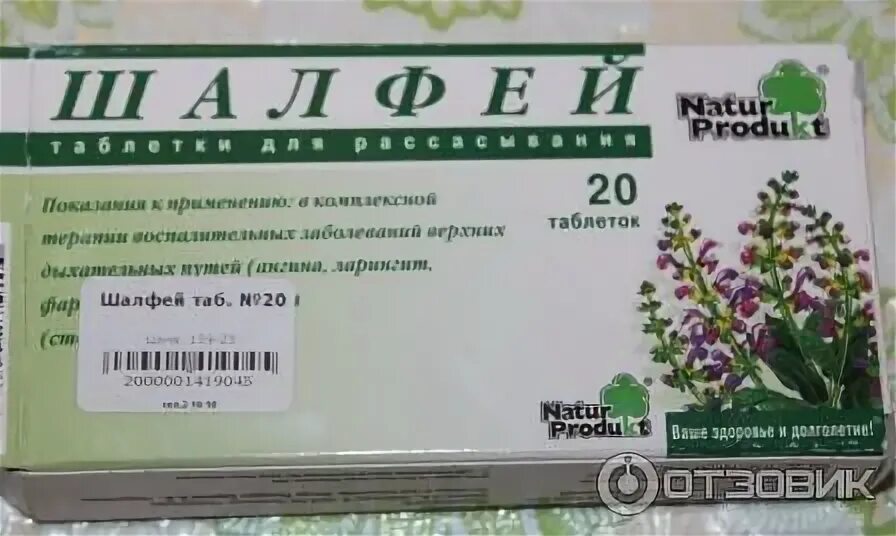 ШАЛФЕЙ
Natur
Produkt
таблетки для рассасывания
20
таблеток
Показания к применению: в комплексной
терапии воспалительных заболеваний верхних
дыхательных путей (ангина, ларингит,
фар
Шалфей таб. №20
2000001419045
Natur
Produkt
Ваше здоровье и долголетие!
ОТЗОВИК